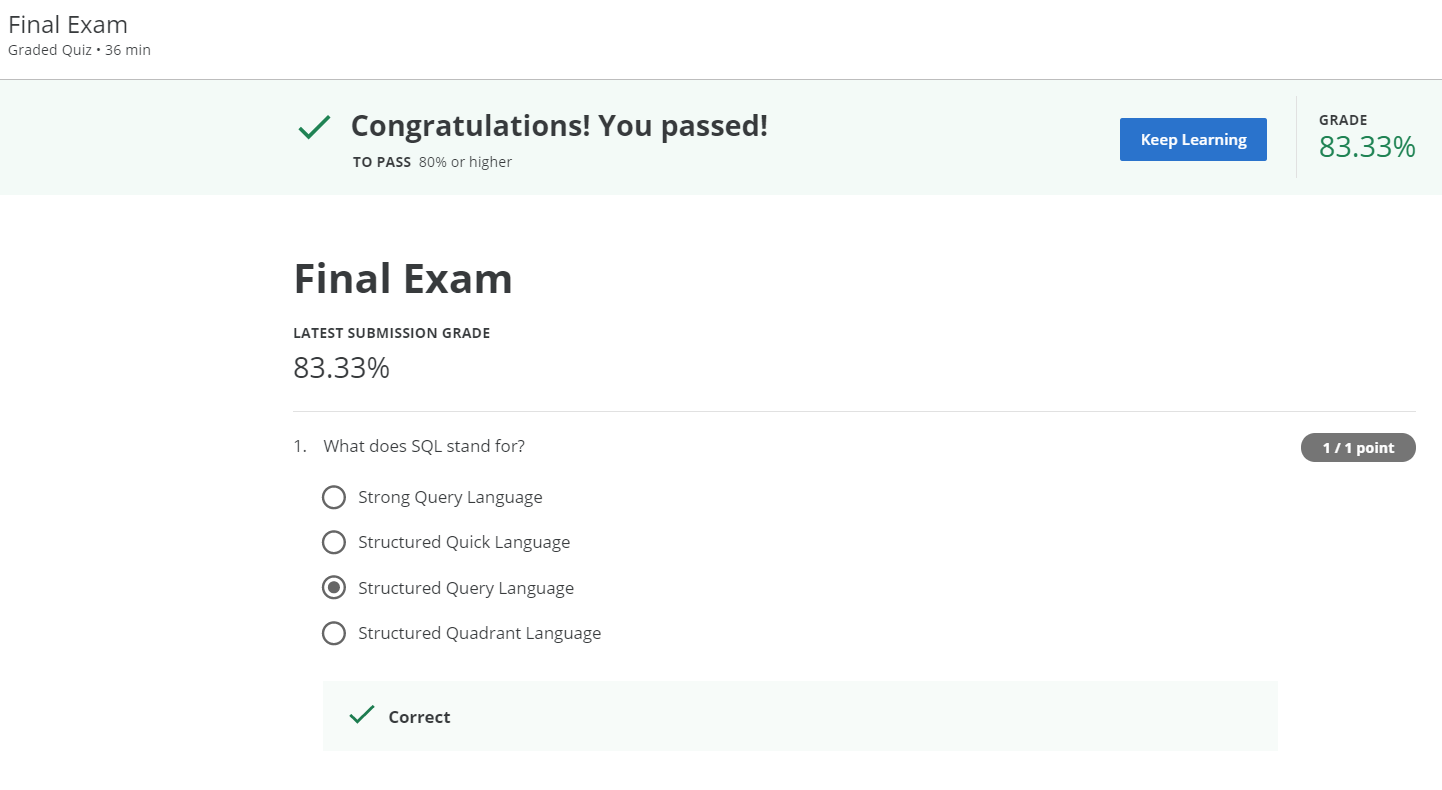 Final Exam
Graded Quiz • 36 min
Congratulations! You passed!
TO PASS 80% or higher
Keep Learning
GRADE
83.33%
Final Exam
LATEST SUBMISSION GRADE
83.33%
1. What does SQL stand for?
1 / 1 point
Strong Query Language
Structured Quick Language
Structured Query Language
Structured Quadrant Language
Correct